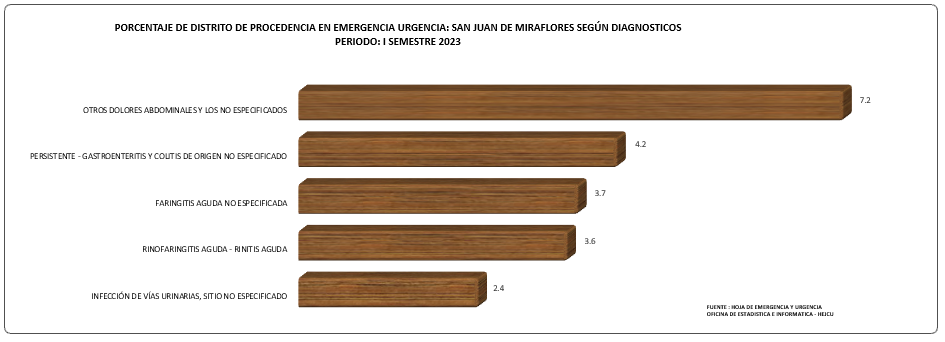 PORCENTAJE DE DISTRITO DE PROCEDENCIA EN EMERGENCIA URGENCIA: SAN JUAN DE MIRAFLORES SEGÚN DIAGNOSTICOS
PERIODO: I SEMESTRE 2023
OTROS DOLORES ABDOMINALES Y LOS NO ESPECIFICADOS
7.2
PERSISTENTE - GASTROENTERITIS Y COLITIS DE ORIGEN NO ESPECIFICADO
4.2
FARINGITIS AGUDA NO ESPECIFICADA
3.7
RINOFARINGITIS AGUDA - RINITIS AGUDA
3.6
INFECCIÓN DE VÍAS URINARIAS, SITIO NO ESPECIFICADO
2.4
FUENTE : HOJA DE EMERGENCIA Y URGENCIA
OFICINA DE ESTADISTICA E INFORMATICA - HEJCU